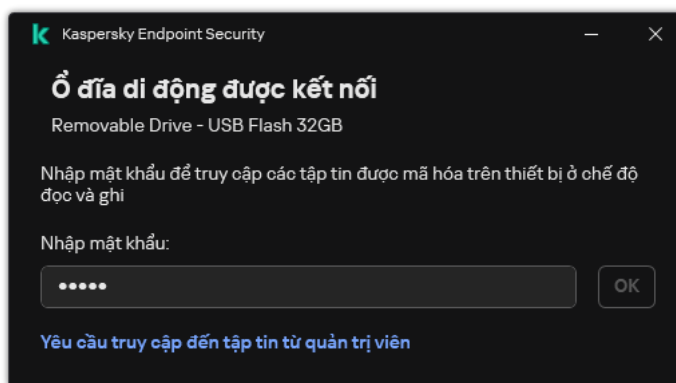 Kaspersky Endpoint Security
Ổ đĩa di động được kết nối
Removable Drive - USB Flash 32GB
Nhập mật khẩu để truy cập các tập tin được mã hóa trên thiết bị ở chế độ
đọc và ghi
Nhập mật khẩu:
•••••
OK
Yêu cầu truy cập đến tập tin từ quản trị viên